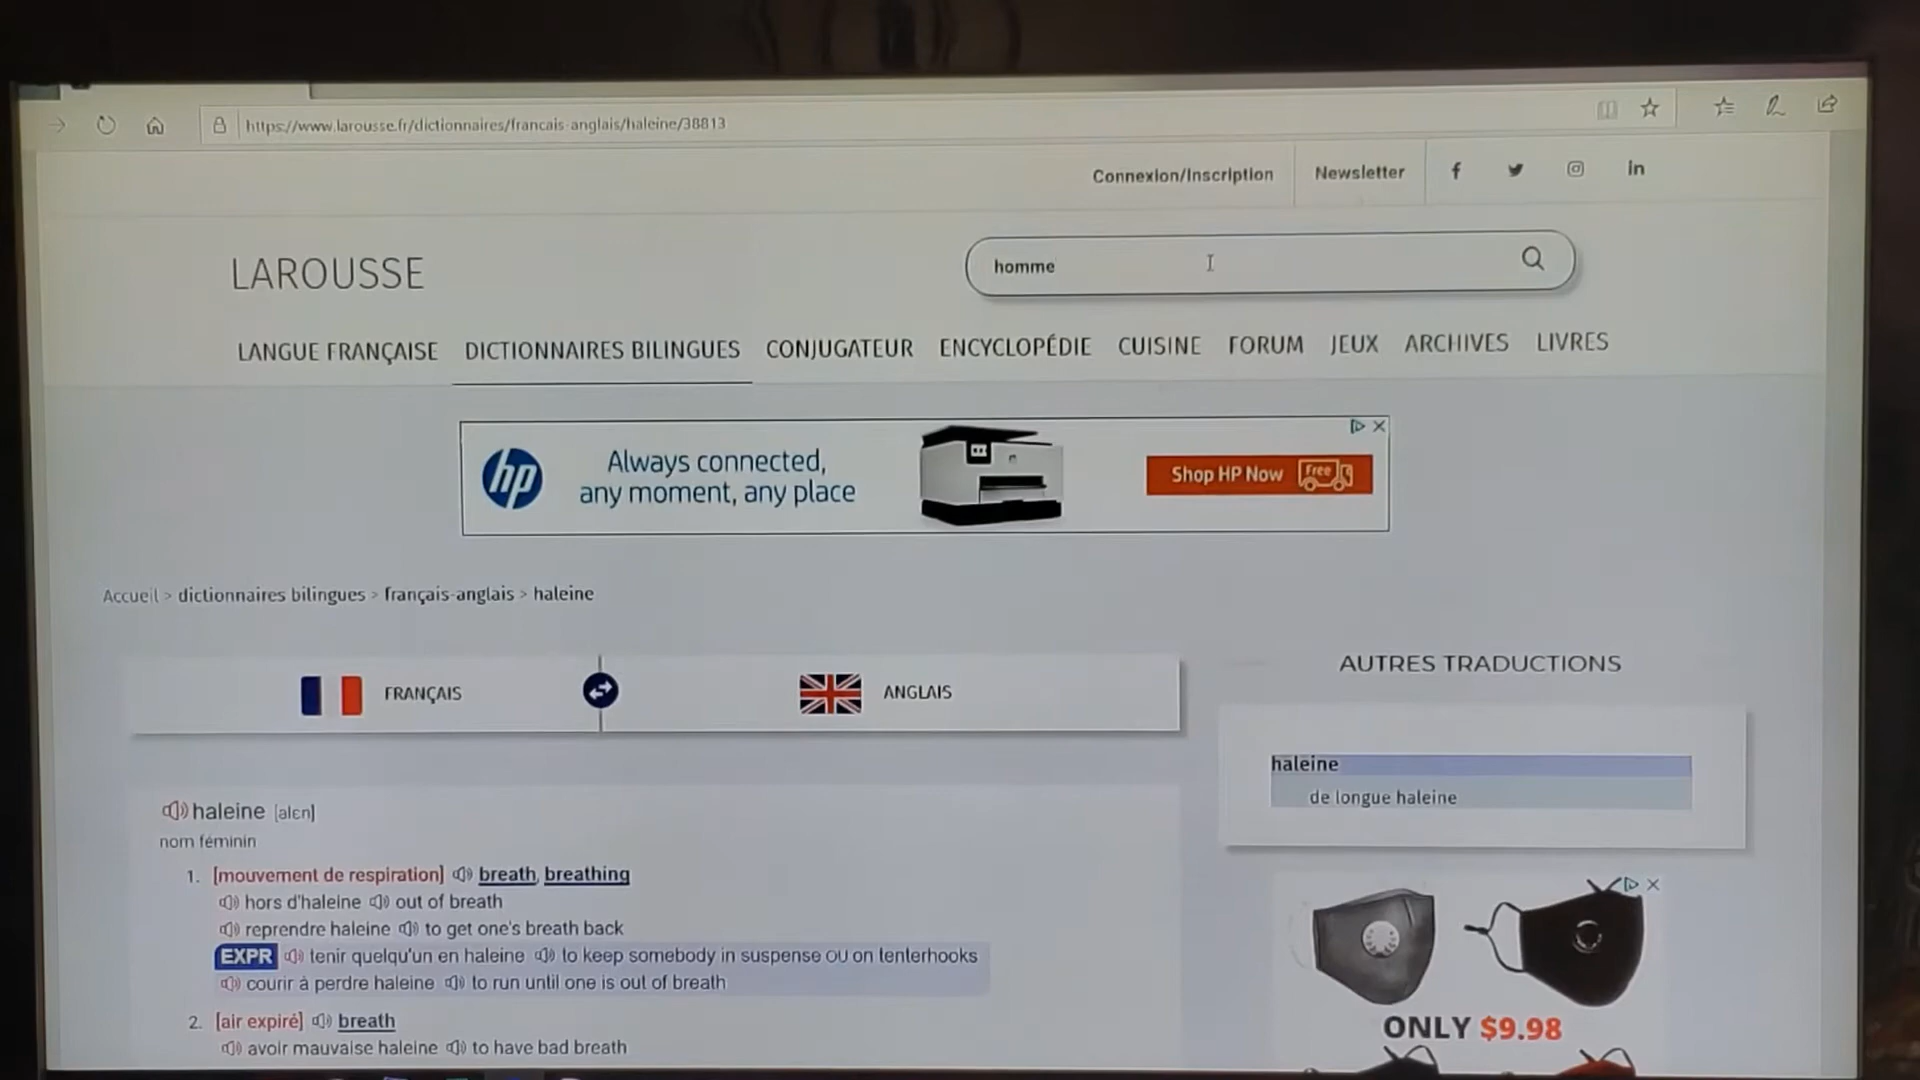 https://www.larousse.fr/dictionnaires/francais-anglais/haleine/38813
Connexion/Inscription Newsletter f in
LAROUSSE
homme
LANGUE FRANÇAISE DICTIONNAIRES BILINGUES CONJUGATEUR ENCYCLOPÉDIE CUISINE FORUM JEUX ARCHIVES LIVRES
hp
Always connected,
any moment, any place
Shop HP Now Free
Accueil > dictionnaires bilingues > français-anglais > haleine
FRANÇAIS ANGLAIS
haleine [alɛn]
nom féminin
1. [mouvement de respiration] breath, breathing
hors d'haleine out of breath
reprendre haleine to get one's breath back
EXPR tenir quelqu'un en haleine to keep somebody in suspense OU on tenterhooks
courir à perdre haleine to run until one is out of breath
2. [air expiré] breath
avoir mauvaise haleine to have bad breath
AUTRES TRADUCTIONS
haleine
de longue haleine
ONLY $9.98